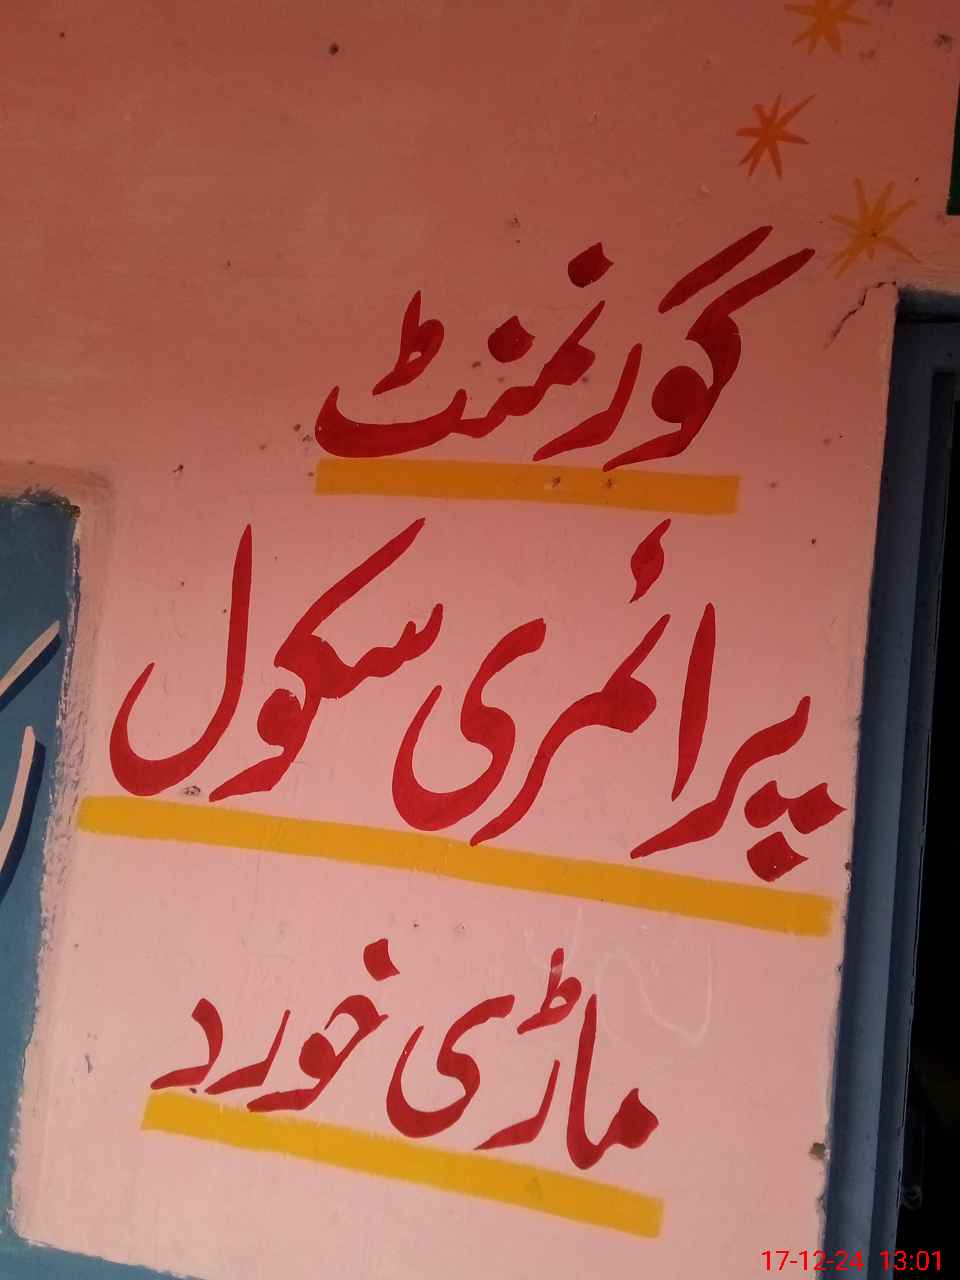 گورنمنٹ
پرائمری سکول
ماڑی خورد
17-12-24 13:01